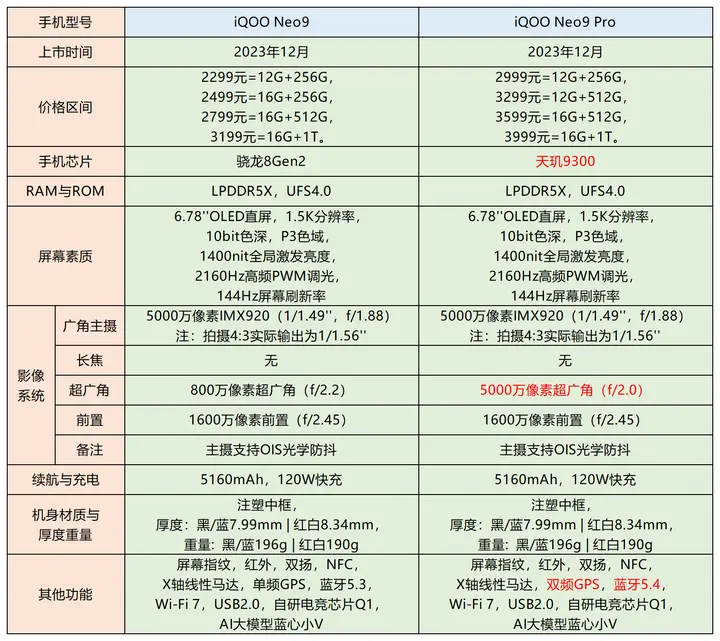 手机型号 iQOO Neo9 iQOO Neo9 Pro
上市时间 2023年12月 2023年12月
价格区间
2299元=12G+256G，
2499元=16G+256G，
2799元=16G+512G，
3199元=16G+1T。
2999元=12G+256G，
3299元=12G+512G，
3599元=16G+512G，
3999元=16G+1T。
手机芯片 骁龙8Gen2 天玑9300
RAM与ROM LPDDR5X，UFS4.0 LPDDR5X，UFS4.0
屏幕素质
6.78''OLED直屏，1.5K分辨率，
10bit色深，P3色域，
1400nit全局激发亮度，
2160Hz高频PWM调光，
144Hz屏幕刷新率
6.78''OLED直屏，1.5K分辨率，
10bit色深，P3色域，
1400nit全局激发亮度，
2160Hz高频PWM调光，
144Hz屏幕刷新率
影像
系统
广角主摄
5000万像素IMX920（1/1.49''，f/1.88）
注：拍摄4:3实际输出为1/1.56''
5000万像素IMX920（1/1.49''，f/1.88）
注：拍摄4:3实际输出为1/1.56''
长焦 无 无
超广角 800万像素超广角（f/2.2） 5000万像素超广角（f/2.0）
前置 1600万像素前置（f/2.45） 1600万像素前置（f/2.45）
备注 主摄支持OIS光学防抖 主摄支持OIS光学防抖
续航与充电 5160mAh，120W快充 5160mAh，120W快充
机身材质与
厚度重量
注塑中框，
厚度：黑/蓝7.99mm | 红白8.34mm，
重量: 黑/蓝196g | 红白190g
注塑中框，
厚度：黑/蓝7.99mm | 红白8.34mm，
重量: 黑/蓝196g | 红白190g
其他功能
屏幕指纹，红外，双扬，NFC，
X轴线性马达，单频GPS，蓝牙5.3，
Wi-Fi 7，USB2.0，自研电竞芯片Q1，
AI大模型蓝心小V
屏幕指纹，红外，双扬，NFC，
X轴线性马达，双频GPS，蓝牙5.4，
Wi-Fi 7，USB2.0，自研电竞芯片Q1，
AI大模型蓝心小V